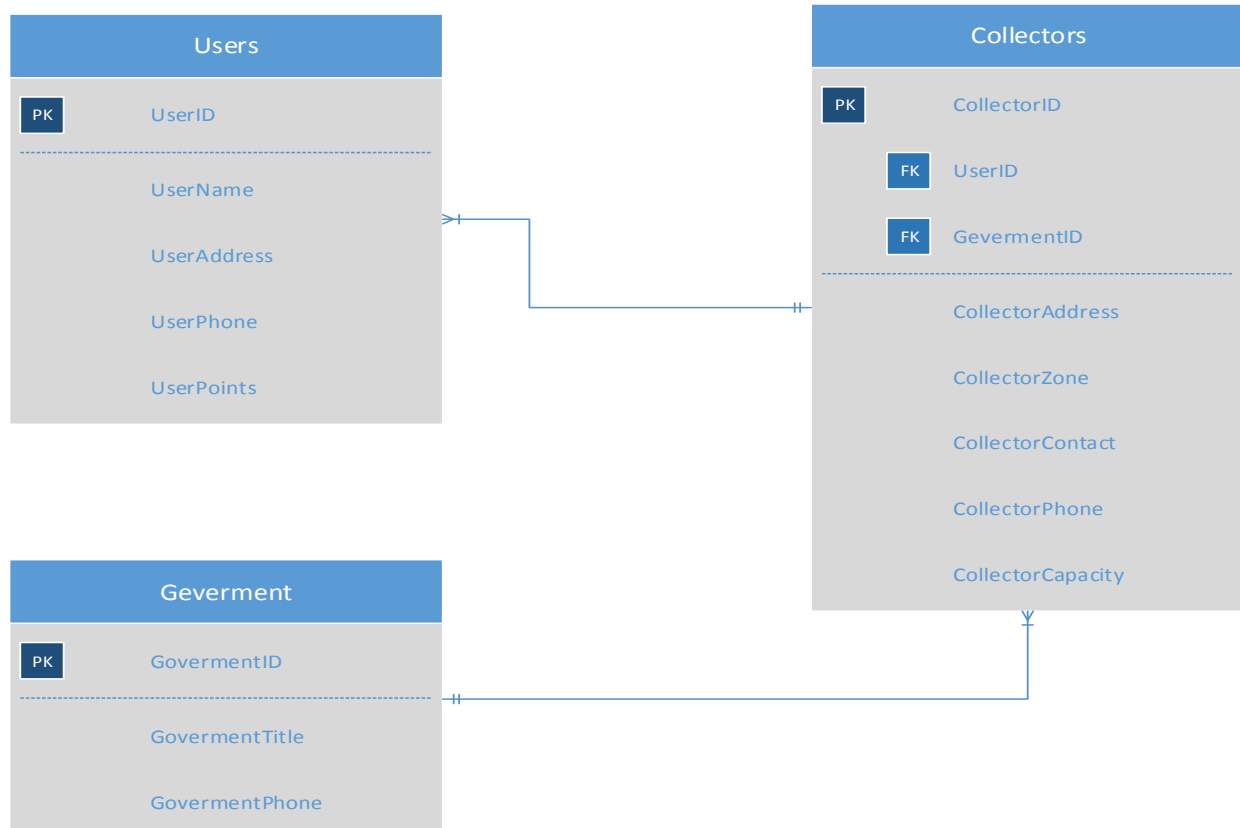 Users
PK UserID
UserName
UserAddress
UserPhone
UserPoints
Collectors
PK CollectorID
FK UserID
FK GevermentID
CollectorAddress
CollectorZone
CollectorContact
CollectorPhone
CollectorCapacity
Geverment
PK GovermentID
GovermentTitle
GovermentPhone